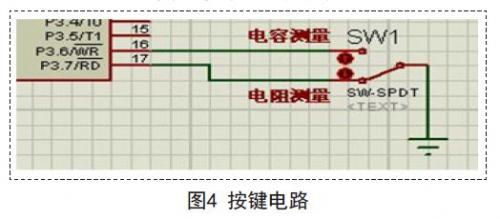 P3.4/T0
P3.5/T1
15
P3.6/WR
16
P3.7/RD
17
电容测量
SW1
电阻测量
SW-SPDT
<TEXT>
图4 按键电路